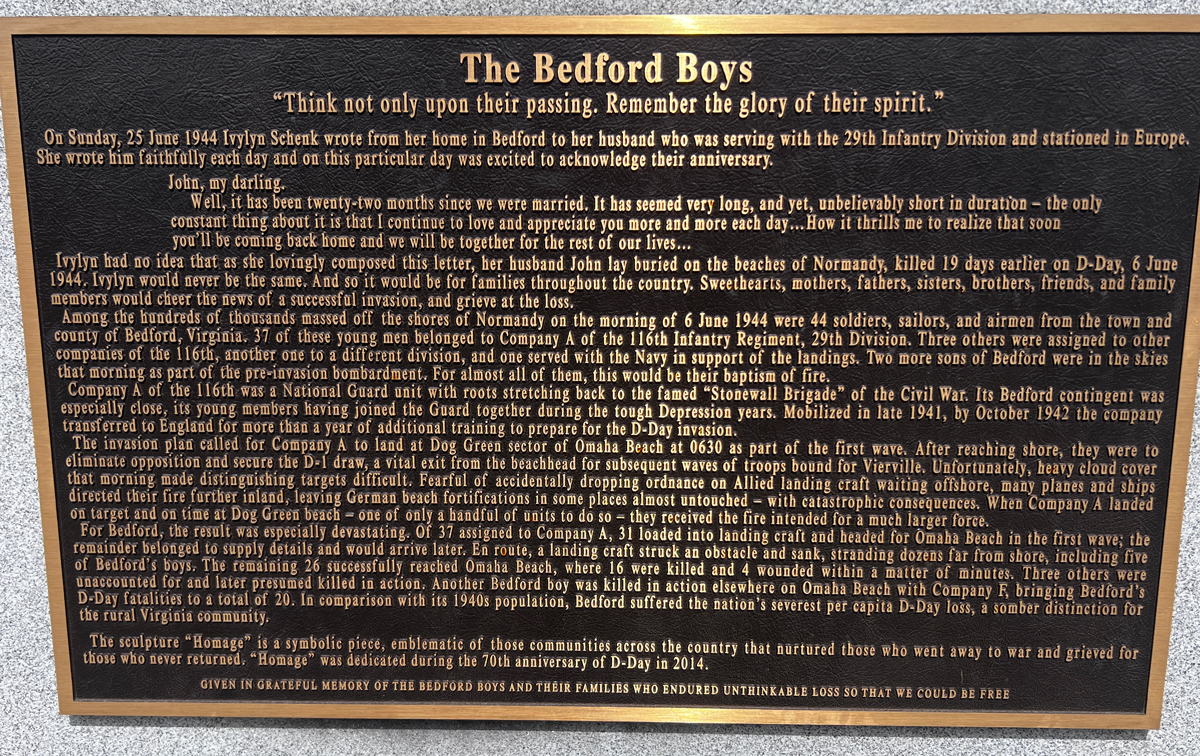 The Bedford Boys
“Think not only upon their passing. Remember the glory of their spirit.”
On Sunday, 25 June 1944 Ivylyn Schenk wrote from her home in Bedford to her husband who was serving with the 29th Infantry Division and stationed in Europe.
She wrote him faithfully each day and on this particular day was excited to acknowledge their anniversary.
John, my darling.
Well, it has been twenty-two months since we were married. It has seemed very long, and yet, unbelievably short in duration – the only
constant thing about it is that I continue to love and appreciate you more and more each day...How it thrills me to realize that soon
you’ll be coming back home and we will be together for the rest of our lives...
Ivylyn had no idea that as she lovingly composed this letter, her husband John lay buried on the beaches of Normandy, killed 19 days earlier on D-Day, 6 June
1944. Ivylyn would never be the same. And so it would be for families throughout the country. Sweethearts, mothers, fathers, sisters, brothers, friends, and family
members would cheer the news of a successful invasion, and grieve at the loss.
Among the hundreds of thousands massed off the shores of Normandy on the morning of 6 June 1944 were 44 soldiers, sailors, and airmen from the town and
county of Bedford, Virginia. 37 of these young men belonged to Company A of the 116th Infantry Regiment, 29th Division. Three others were assigned to other
companies of the 116th, another one to a different division, and one served with the Navy in support of the landings. Two more sons of Bedford were in the skies
that morning as part of the pre-invasion bombardment. For almost all of them, this would be their baptism of fire.
Company A of the 116th was a National Guard unit with roots stretching back to the famed “Stonewall Brigade” of the Civil War. Its Bedford contingent was
especially close, its young members having joined the Guard together during the tough Depression years. Mobilized in late 1941, by October 1942 the company
transferred to England for more than a year of additional training to prepare for the D-Day invasion.
The invasion plan called for Company A to land at Dog Green sector of Omaha Beach at 0630 as part of the first wave. After reaching shore, they were to
eliminate opposition and secure the D-1 draw, a vital exit from the beachhead for subsequent waves of troops bound for Vierville. Unfortunately, heavy cloud cover
that morning made distinguishing targets difficult. Fearful of accidentally dropping ordnance on Allied landing craft waiting offshore, many planes and ships
directed their fire further inland, leaving German beach fortifications in some places almost untouched – with catastrophic consequences. When Company A landed
on target and on time at Dog Green beach – one of only a handful of units to do so – they received the fire intended for a much larger force.
For Bedford, the result was especially devastating. Of 37 assigned to Company A, 31 loaded into landing craft and headed for Omaha Beach in the first wave; the
remainder belonged to supply details and would arrive later. En route, a landing craft struck an obstacle and sank, stranding dozens far from shore, including five
of Bedford’s boys. The remaining 26 successfully reached Omaha Beach, where 16 were killed and 4 wounded within a matter of minutes. Three others were
unaccounted for and later presumed killed in action. Another Bedford boy was killed in action elsewhere on Omaha Beach with Company F, bringing Bedford’s
D-Day fatalities to a total of 20. In comparison with its 1940s population, Bedford suffered the nation’s severest per capita D-Day loss, a somber distinction for
the rural Virginia community.
The sculpture “Homage” is a symbolic piece, emblematic of those communities across the country that nurtured those who went away to war and grieved for
those who never returned. “Homage” was dedicated during the 70th anniversary of D-Day in 2014.
GIVEN IN GRATEFUL MEMORY OF THE BEDFORD BOYS AND THEIR FAMILIES WHO ENDURED UNTHINKABLE LOSS SO THAT WE COULD BE FREE